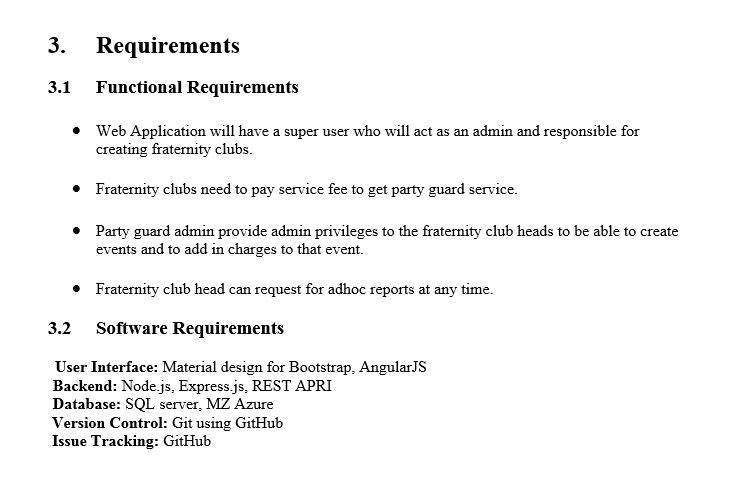 3. Requirements
3.1 Functional Requirements
• Web Application will have a super user who will act as an admin and responsible for
creating fraternity clubs.
• Fraternity clubs need to pay service fee to get party guard service.
• Party guard admin provide admin privileges to the fraternity club heads to be able to create
events and to add in charges to that event.
• Fraternity club head can request for adhoc reports at any time.
3.2 Software Requirements
User Interface: Material design for Bootstrap, AngularJS
Backend: Node.js, Express.js, REST APRI
Database: SQL server, MZ Azure
Version Control: Git using GitHub
Issue Tracking: GitHub